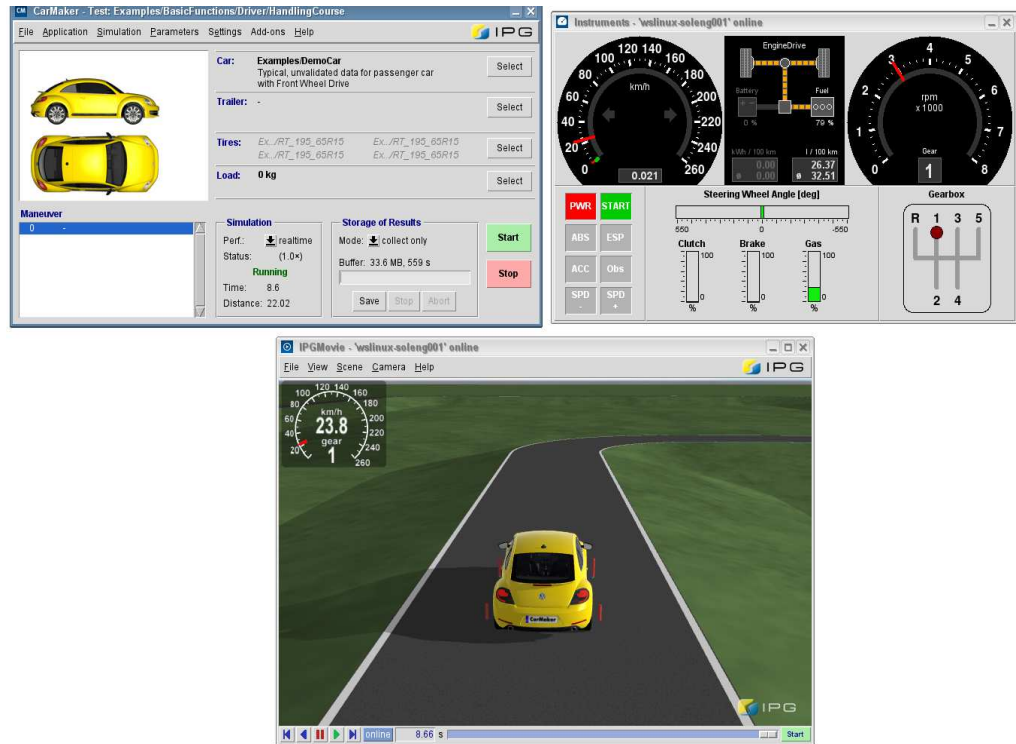 CM CarMaker - Test: Examples/BasicFunctions/Driver/HandlingCourse
File Application Simulation Parameters Settings Add-ons Help
IPG
Car: Examples/DemoCar
Typical, unvalidated data for passenger car
with Front Wheel Drive
Select
Trailer: -
Select
Tires: Ex../RT_195_65R15 Ex../RT_195_65R15
Ex../RT_195_65R15 Ex../RT_195_65R15
Select
Load: 0 kg
Select
Maneuver
0 -
Simulation
Perf.: realtime
Status: (1.0×)
Running
Time: 8.6
Distance: 22.02
Storage of Results
Mode: collect only
Buffer: 33.6 MB, 559 s
Save Stop Abort
Start
Stop
Instruments - 'wslinux-soleng001' online
0 20 40 60 80 100 120 140 160 180 200 220 240 260
km/h
0.021
EngineDrive
Battery Fuel
0 % 79 %
kWh / 100 km l / 100 km
0.00 26.37
ø 0.00 ø 32.51
0 1 2 3 4 5 6 7 8
rpm
x 1000
Gear
1
PWR START
ABS ESP
ACC Obs
SPD - SPD +
Steering Wheel Angle [deg]
550 0 -550
Clutch Brake Gas
100 100 100
0 0 0
% % %
Gearbox
R 1 3 5
2 4
IPGMovie - 'wslinux-soleng001' online
File View Scene Camera Help
IPG
20 40 60 80 100 120 140 160 180 200 220 240 260
km/h
23.8
gear
1
CarMaker
IPG
online 8.66 s Start